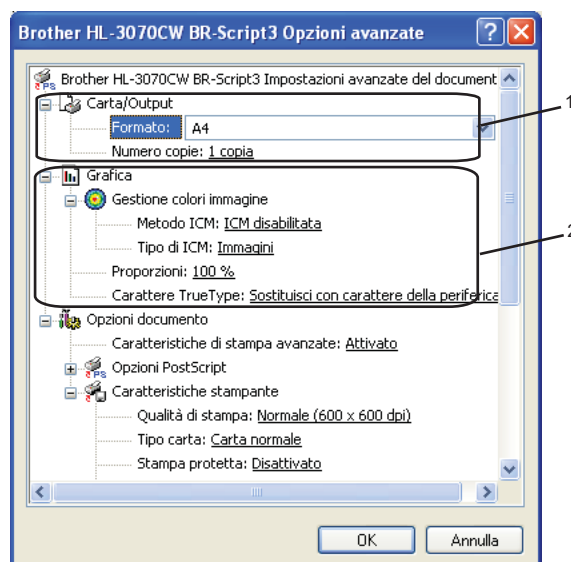 Brother HL-3070CW BR-Script3 Opzioni avanzate
Brother HL-3070CW BR-Script3 Impostazioni avanzate del document
Carta/Output
1
Formato: A4
Numero copie: 1 copia
Grafica
Gestione colori immagine
Metodo ICM: ICM disabilitata
2
Tipo di ICM: Immagini
Proporzioni: 100 %
Carattere TrueType: Sostituisci con carattere della periferica
Opzioni documento
Caratteristiche di stampa avanzate: Attivato
Opzioni PostScript
Caratteristiche stampante
Qualità di stampa: Normale (600 x 600 dpi)
Tipo carta: Carta normale
Stampa protetta: Disattivato
OK Annulla